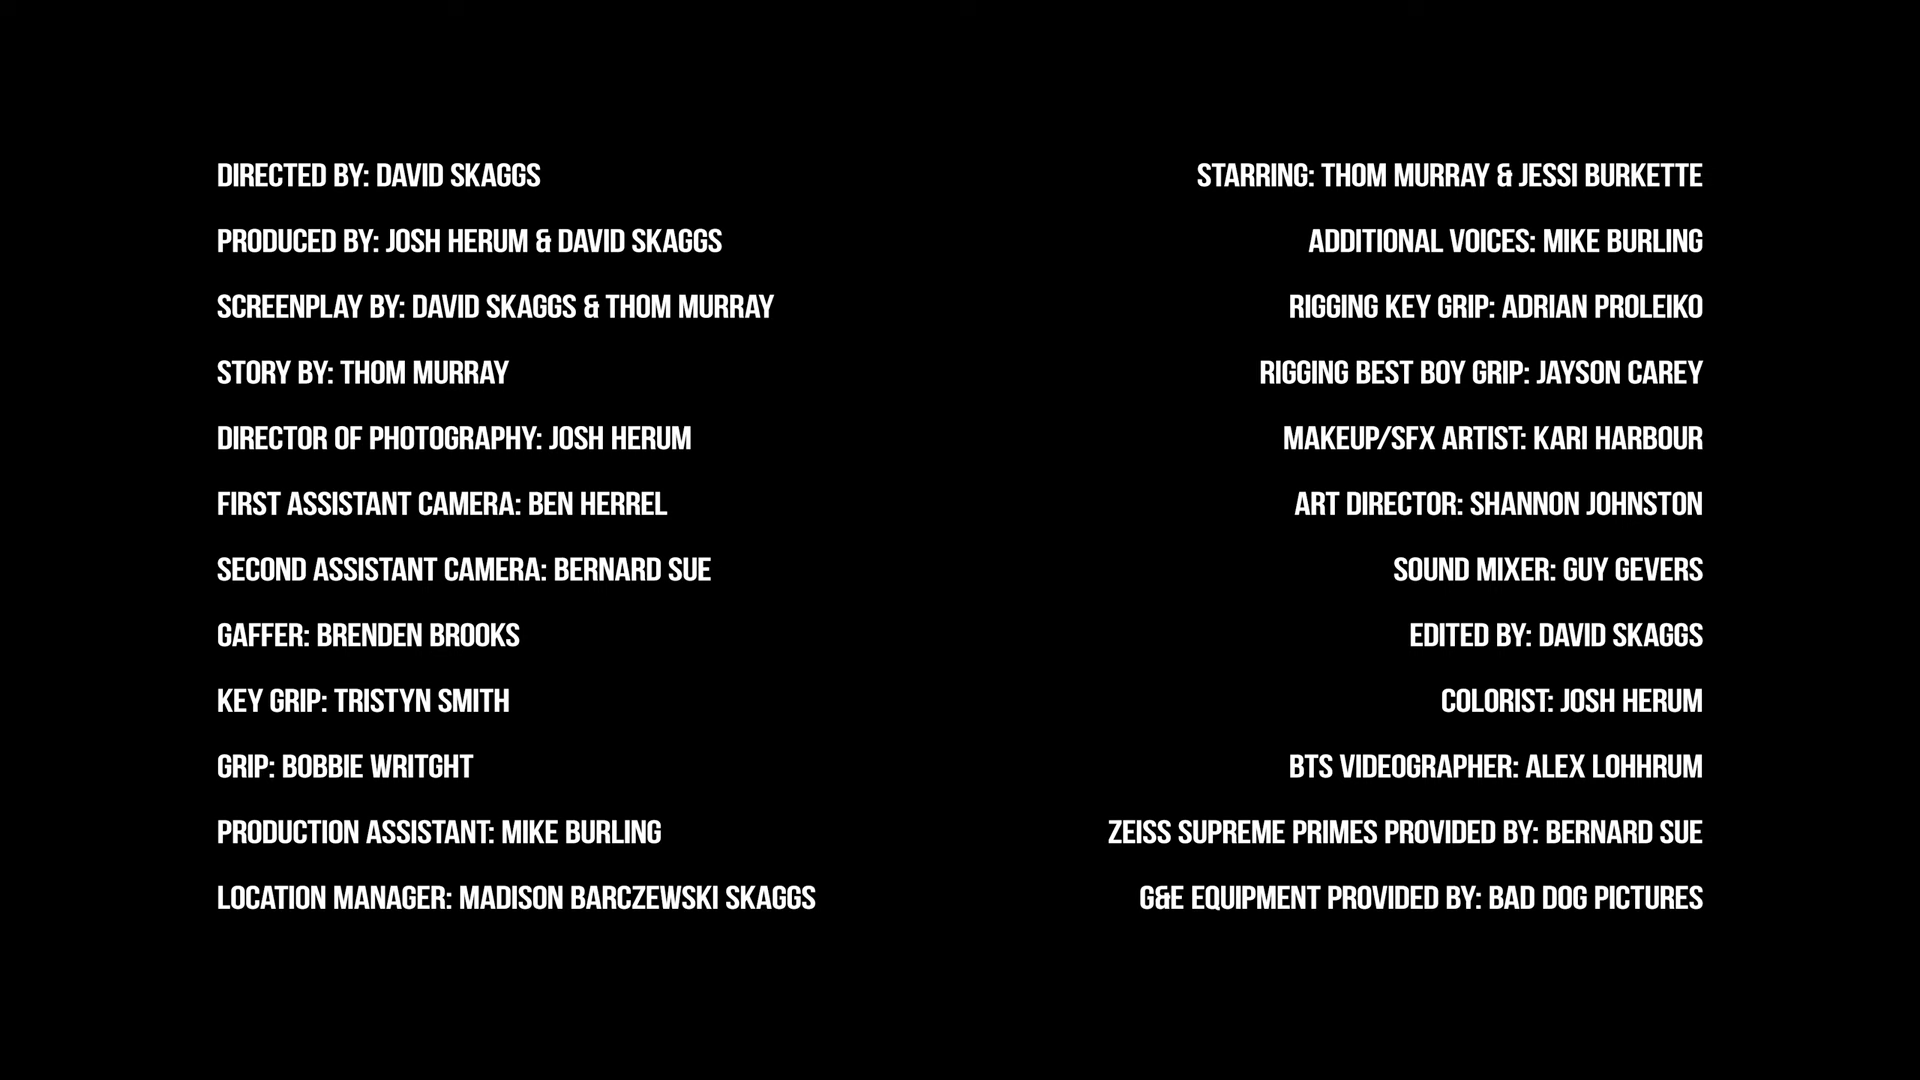 DIRECTED BY: DAVID SKAGGS
PRODUCED BY: JOSH HERUM & DAVID SKAGGS
SCREENPLAY BY: DAVID SKAGGS & THOM MURRAY
STORY BY: THOM MURRAY
DIRECTOR OF PHOTOGRAPHY: JOSH HERUM
FIRST ASSISTANT CAMERA: BEN HERREL
SECOND ASSISTANT CAMERA: BERNARD SUE
GAFFER: BRENDEN BROOKS
KEY GRIP: TRISTYN SMITH
GRIP: BOBBIE WRITGHT
PRODUCTION ASSISTANT: MIKE BURLING
LOCATION MANAGER: MADISON BARCZEWSKI SKAGGS
STARRING: THOM MURRAY & JESSI BURKETTE
ADDITIONAL VOICES: MIKE BURLING
RIGGING KEY GRIP: ADRIAN PROLEIKO
RIGGING BEST BOY GRIP: JAYSON CAREY
MAKEUP/SFX ARTIST: KARI HARBOUR
ART DIRECTOR: SHANNON JOHNSTON
SOUND MIXER: GUY GEVERS
EDITED BY: DAVID SKAGGS
COLORIST: JOSH HERUM
BTS VIDEOGRAPHER: ALEX LOHHRUM
ZEISS SUPREME PRIMES PROVIDED BY: BERNARD SUE
G&E EQUIPMENT PROVIDED BY: BAD DOG PICTURES